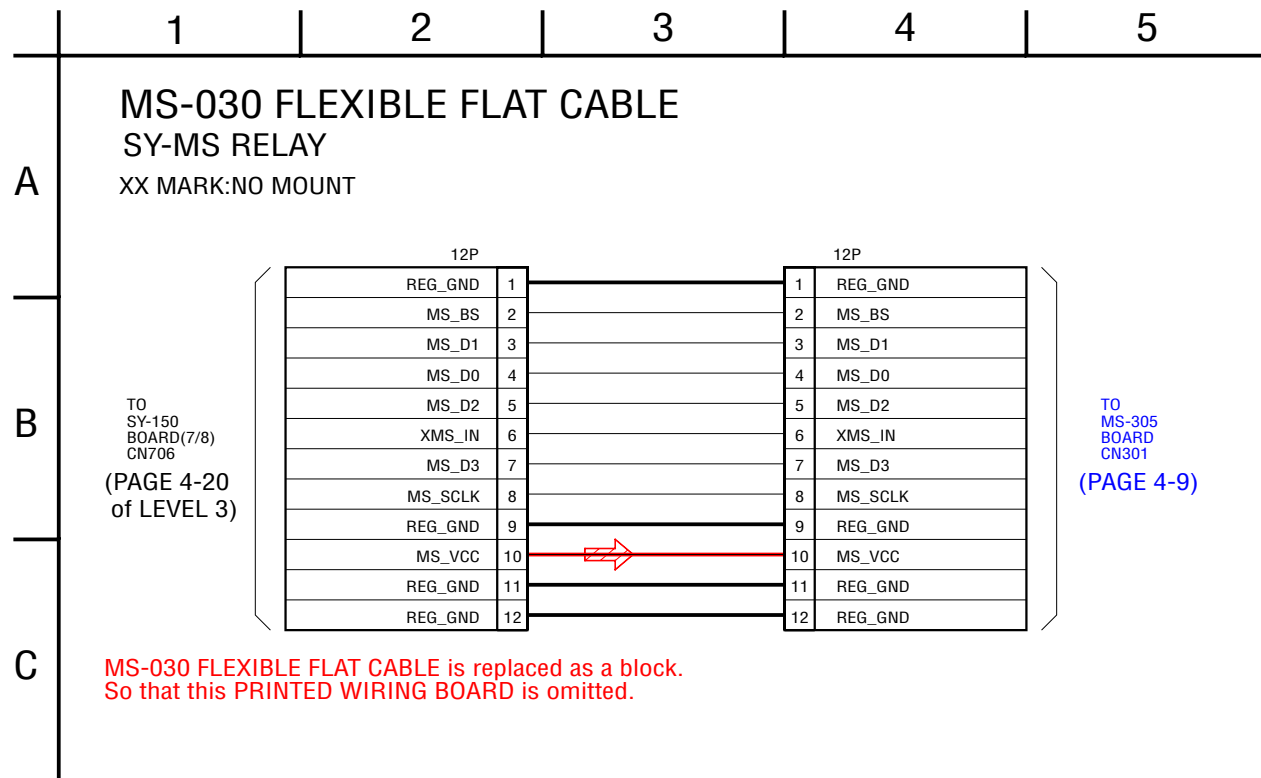 1 2 3 4 5
MS-030 FLEXIBLE FLAT CABLE
SY-MS RELAY
A
XX MARK:NO MOUNT
12P 12P
REG_GND 1 1 REG_GND
MS_BS 2 2 MS_BS
MS_D1 3 3 MS_D1
MS_D0 4 4 MS_D0
MS_D2 5 5 MS_D2
XMS_IN 6 6 XMS_IN
MS_D3 7 7 MS_D3
MS_SCLK 8 8 MS_SCLK
REG_GND 9 9 REG_GND
MS_VCC 10 10 MS_VCC
REG_GND 11 11 REG_GND
REG_GND 12 12 REG_GND
B
TO
SY-150
BOARD(7/8)
CN706
(PAGE 4-20
of LEVEL 3)
TO
MS-305
BOARD
CN301
(PAGE 4-9)
C
MS-030 FLEXIBLE FLAT CABLE is replaced as a block.
So that this PRINTED WIRING BOARD is omitted.